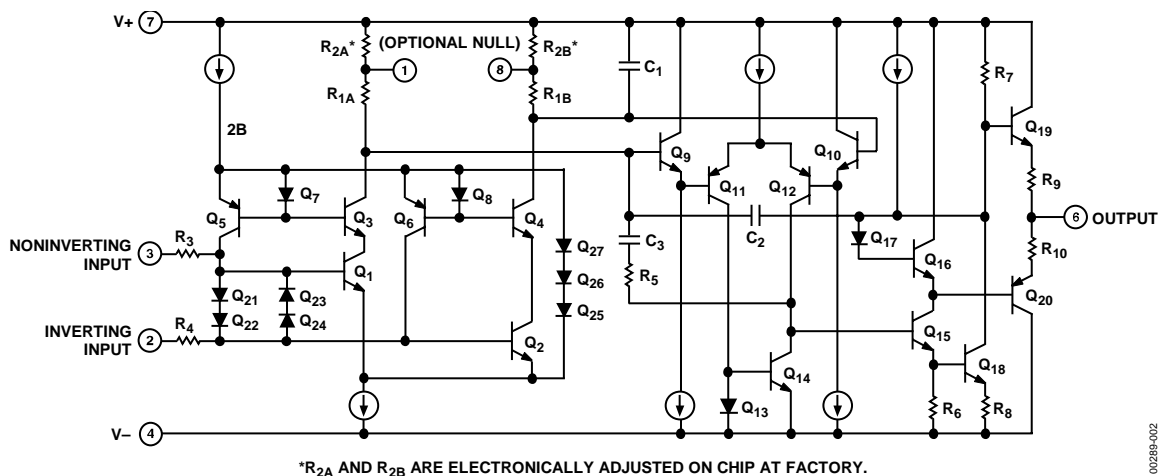 V+ 7
R2A* (OPTIONAL NULL) R2B*
1 8
R1A R1B
C1
R7
2B
Q19
Q9 Q10
Q7 Q8 Q11 Q12
R9
Q5 Q3 Q6 Q4
6 OUTPUT
NONINVERTING
INPUT
3
R3
Q27 C3 C2 Q17
R10
Q1 Q26 R5 Q16
Q21 Q23
Q20
Q22 Q24 Q25
INVERTING
INPUT
2
R4
Q2 Q15
Q14 Q18
Q13 R6 R8
V– 4
*R2A AND R2B ARE ELECTRONICALLY ADJUSTED ON CHIP AT FACTORY.
00289-002